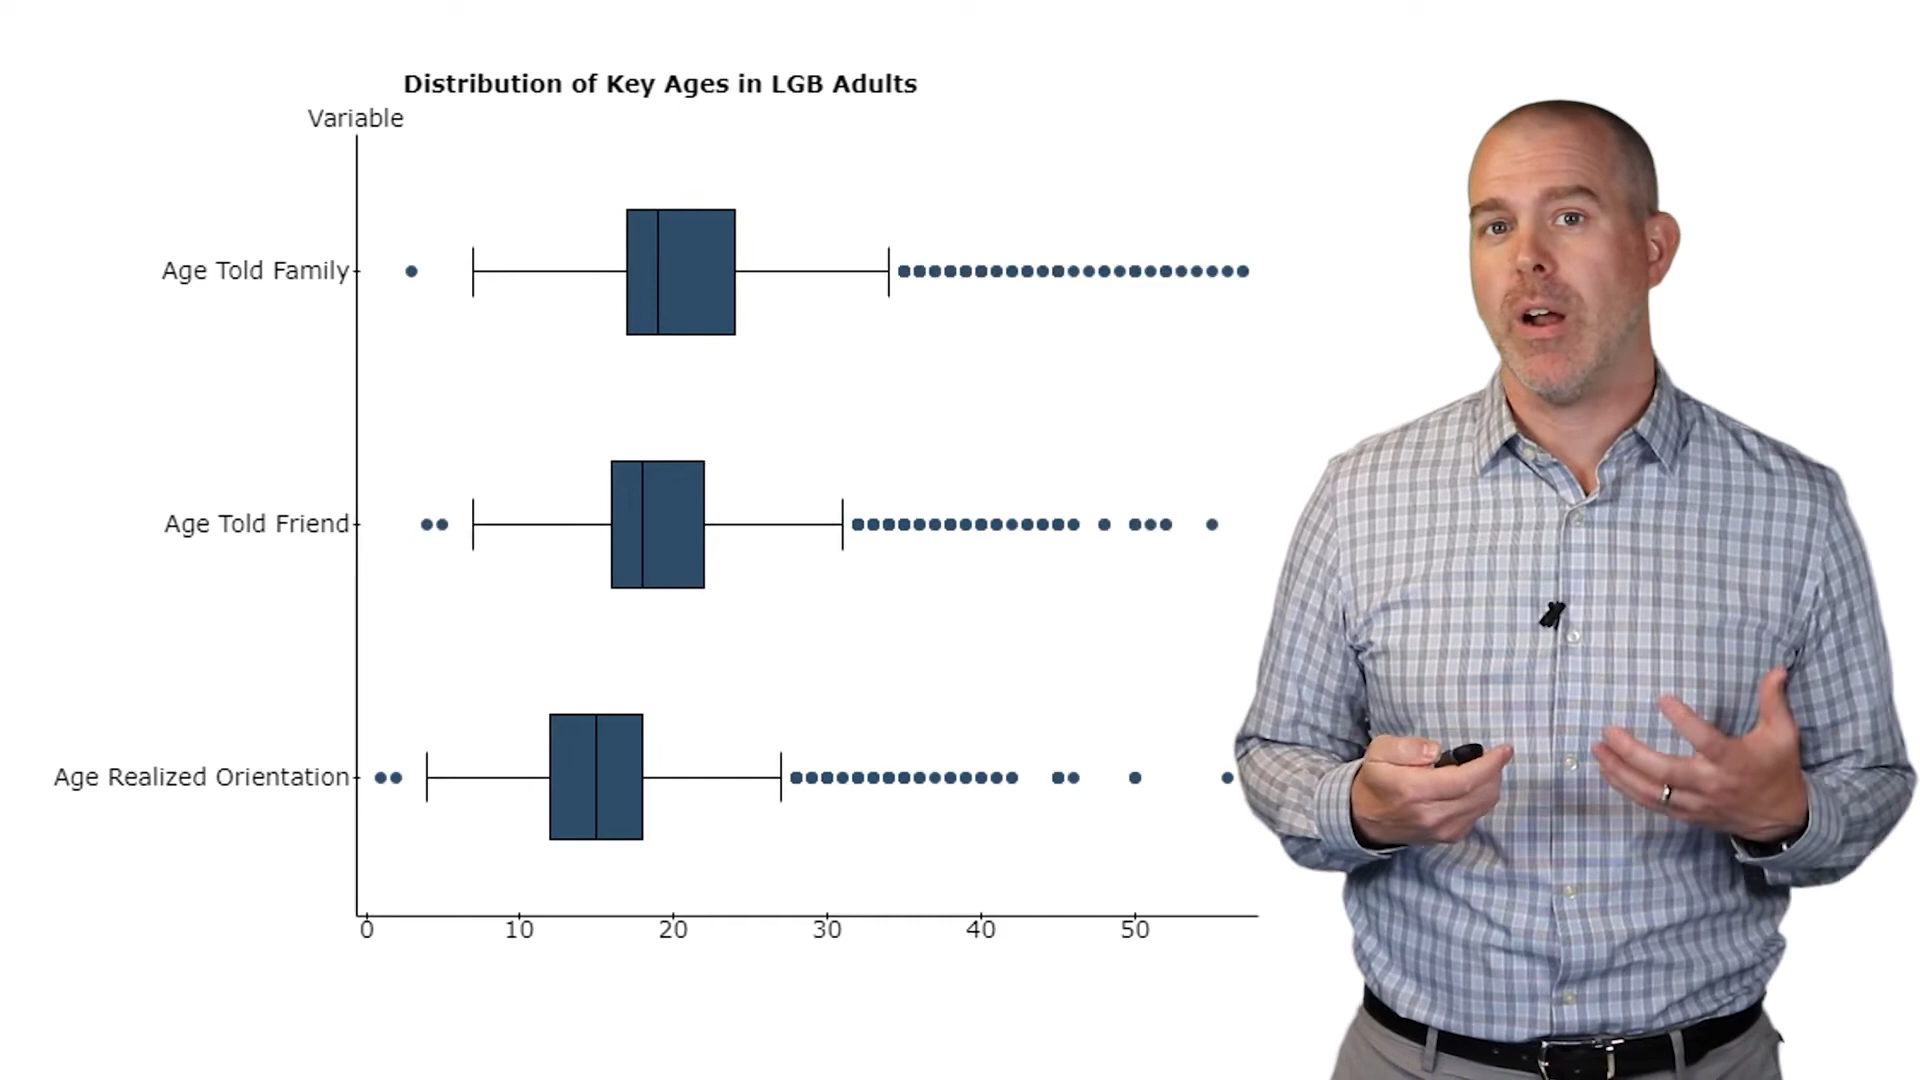 Distribution of Key Ages in LGB Adults
Variable
Age Told Family
Age Told Friend
Age Realized Orientation
0 10 20 30 40 50